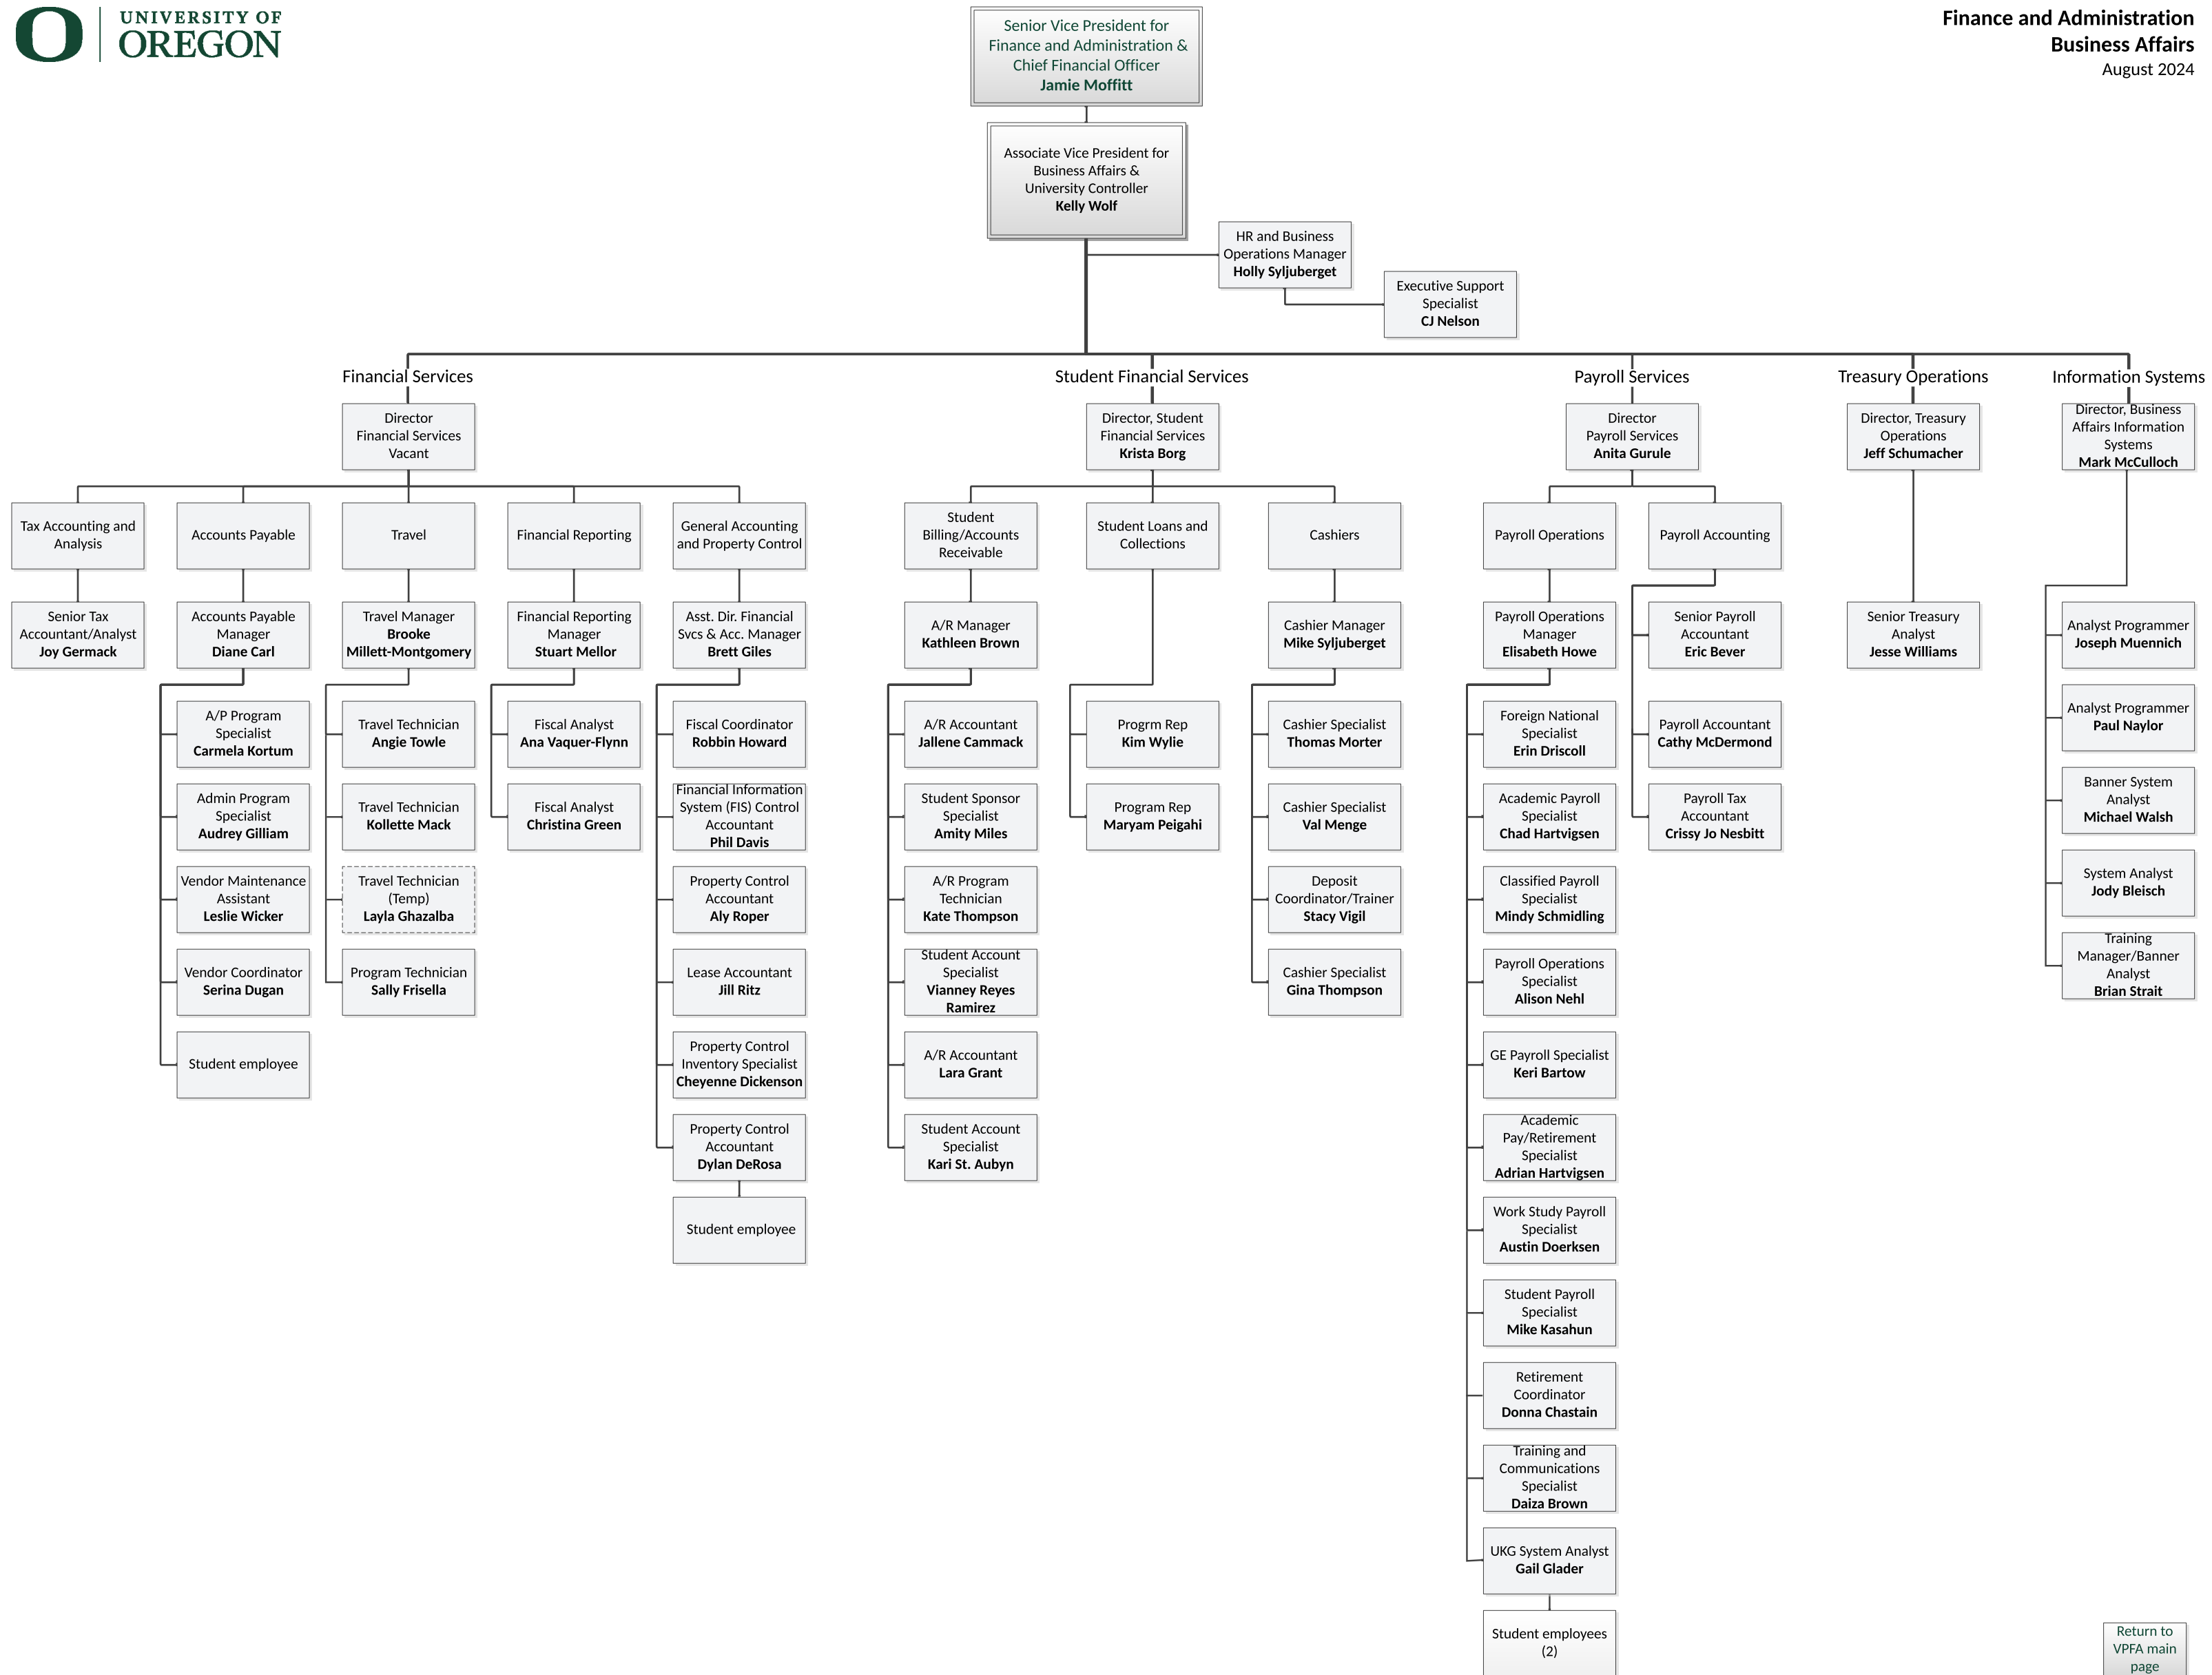 UNIVERSITY OF
OREGON
Finance and Administration
Business Affairs
August 2024
Senior Vice President for
Finance and Administration &
Chief Financial Officer
Jamie Moffitt
Associate Vice President for
Business Affairs &
University Controller
Kelly Wolf
HR and Business
Operations Manager
Holly Syljuberget
Executive Support
Specialist
CJ Nelson
Financial Services
Director
Financial Services
Vacant
Tax Accounting and
Analysis
Senior Tax
Accountant/Analyst
Joy Germack
Accounts Payable
Accounts Payable
Manager
Diane Carl
A/P Program
Specialist
Carmela Kortum
Admin Program
Specialist
Audrey Gilliam
Vendor Maintenance
Assistant
Leslie Wicker
Vendor Coordinator
Serina Dugan
Student employee
Travel
Travel Manager
Brooke
Millett-Montgomery
Travel Technician
Angie Towle
Travel Technician
Kollette Mack
Travel Technician
(Temp)
Layla Ghazalba
Program Technician
Sally Frisella
Financial Reporting
Financial Reporting
Manager
Stuart Mellor
Fiscal Analyst
Ana Vaquer-Flynn
Fiscal Analyst
Christina Green
General Accounting
and Property Control
Asst. Dir. Financial
Svcs & Acc. Manager
Brett Giles
Fiscal Coordinator
Robbin Howard
Financial Information
System (FIS) Control
Accountant
Phil Davis
Property Control
Accountant
Aly Roper
Lease Accountant
Jill Ritz
Property Control
Inventory Specialist
Cheyenne Dickenson
Property Control
Accountant
Dylan DeRosa
Student employee
Student Financial Services
Director, Student
Financial Services
Krista Borg
Student
Billing/Accounts
Receivable
A/R Manager
Kathleen Brown
A/R Accountant
Jallene Cammack
Student Sponsor
Specialist
Amity Miles
A/R Program
Technician
Kate Thompson
Student Account
Specialist
Vianney Reyes
Ramirez
A/R Accountant
Lara Grant
Student Account
Specialist
Kari St. Aubyn
Student Loans and
Collections
Progrm Rep
Kim Wylie
Program Rep
Maryam Peigahi
Cashiers
Cashier Manager
Mike Syljuberget
Cashier Specialist
Thomas Morter
Cashier Specialist
Val Menge
Deposit
Coordinator/Trainer
Stacy Vigil
Cashier Specialist
Gina Thompson
Payroll Services
Director
Payroll Services
Anita Gurule
Payroll Operations
Payroll Operations
Manager
Elisabeth Howe
Foreign National
Specialist
Erin Driscoll
Academic Payroll
Specialist
Chad Hartvigsen
Classified Payroll
Specialist
Mindy Schmidling
Payroll Operations
Specialist
Alison Nehl
GE Payroll Specialist
Keri Bartow
Academic
Pay/Retirement
Specialist
Adrian Hartvigsen
Work Study Payroll
Specialist
Austin Doerksen
Student Payroll
Specialist
Mike Kasahun
Retirement
Coordinator
Donna Chastain
Training and
Communications
Specialist
Daiza Brown
UKG System Analyst
Gail Glader
Student employees
(2)
Payroll Accounting
Senior Payroll
Accountant
Eric Bever
Payroll Accountant
Cathy McDermond
Payroll Tax
Accountant
Crissy Jo Nesbitt
Treasury Operations
Director, Treasury
Operations
Jeff Schumacher
Senior Treasury
Analyst
Jesse Williams
Information Systems
Director, Business
Affairs Information
Systems
Mark McCulloch
Analyst Programmer
Joseph Muennich
Analyst Programmer
Paul Naylor
Banner System
Analyst
Michael Walsh
System Analyst
Jody Bleisch
Training
Manager/Banner
Analyst
Brian Strait
Return to
VPFA main
page